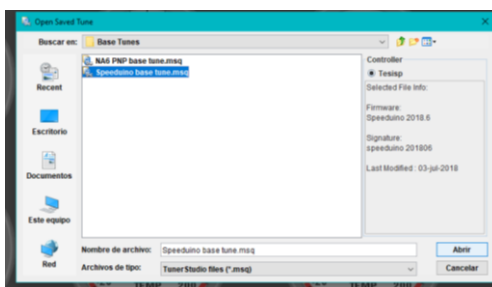 Open Saved Tune
Buscar en:
Base Tunes
NA6 PNP base tune.msq
Speeduino base tune.msq
Recent
Escritorio
Documentos
Este equipo
Red
Controller
Tesisp
Selected File Info:
Firmware:
Speeduino 2018.6
Signature:
speeduino 201806
Last Modified : 03-jul-2018
Nombre de archivo:
Speeduino base tune.msq
Abrir
Archivos de tipo:
TunerStudio files (*.msq)
Cancelar